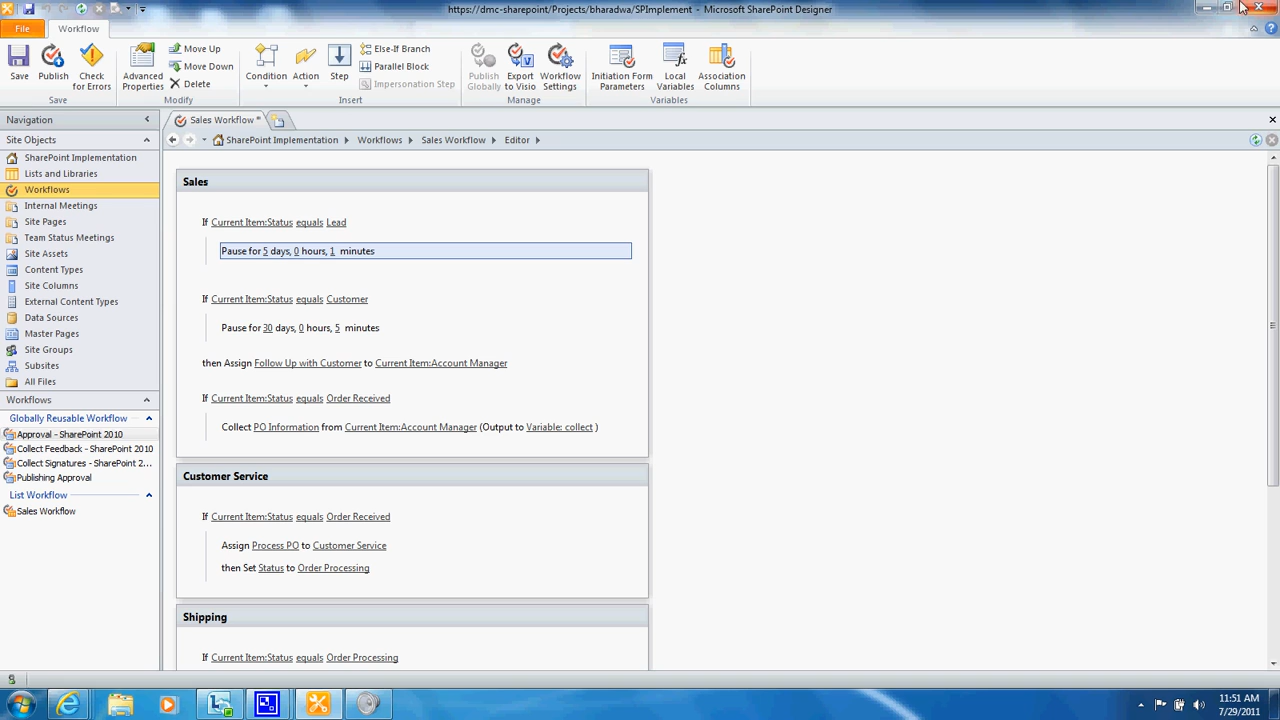 https://dmc-sharepoint/Projects/bharadwa/SPImplement - Microsoft SharePoint Designer
File
Workflow
Save
Publish
Check for Errors
Save
Advanced Properties
Move Up
Move Down
Delete
Modify
Condition
Action
Step
Else-If Branch
Parallel Block
Impersonation Step
Insert
Publish Globally
Export to Visio
Workflow Settings
Manage
Initiation Form Parameters
Local Variables
Association Columns
Variables
Navigation
Site Objects
SharePoint Implementation
Lists and Libraries
Workflows
Internal Meetings
Site Pages
Team Status Meetings
Site Assets
Content Types
Site Columns
External Content Types
Data Sources
Master Pages
Site Groups
Subsites
All Files
Workflows
Globally Reusable Workflow
Approval - SharePoint 2010
Collect Feedback - SharePoint 2010
Collect Signatures - SharePoint 2...
Publishing Approval
List Workflow
Sales Workflow
Sales Workflow *
SharePoint Implementation
Workflows
Sales Workflow
Editor
Sales
If Current Item:Status equals Lead
Pause for 5 days, 0 hours, 1 minutes
If Current Item:Status equals Customer
Pause for 30 days, 0 hours, 5 minutes
then Assign Follow Up with Customer to Current Item:Account Manager
If Current Item:Status equals Order Received
Collect PO Information from Current Item:Account Manager (Output to Variable: collect )
Customer Service
If Current Item:Status equals Order Received
Assign Process PO to Customer Service
then Set Status to Order Processing
Shipping
If Current Item:Status equals Order Processing
11:51 AM
7/29/2011